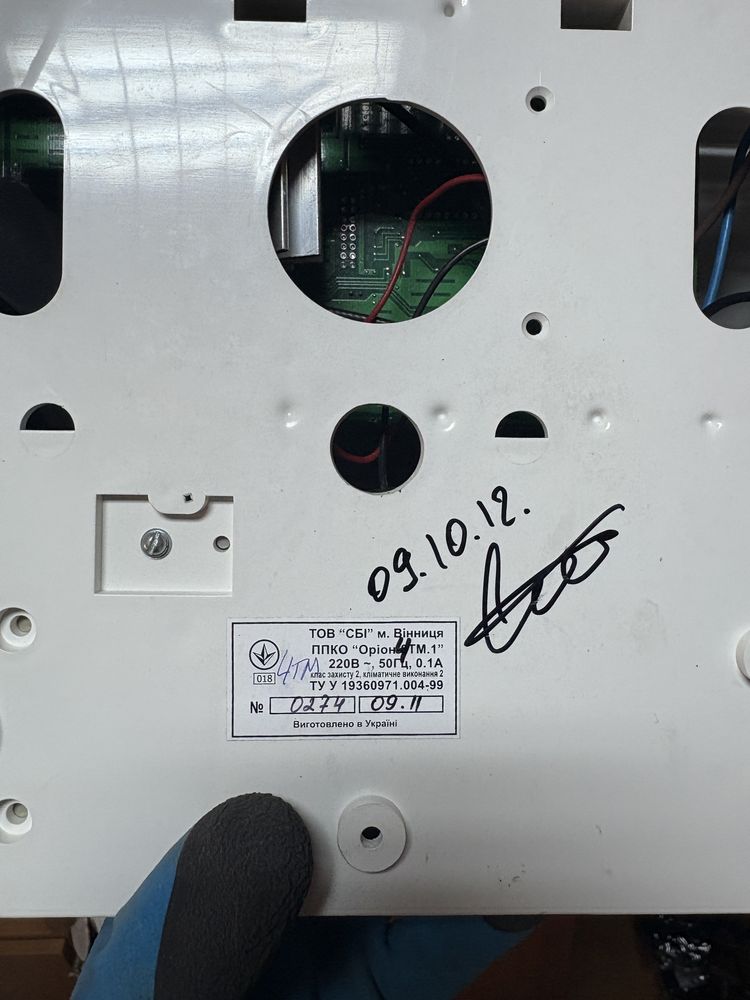 09.10.12.
ТОВ “СБІ” м. Вінниця
ППКО “Оріон 4ТМ.1”
4ТМ
220В ~, 50Гц, 0.1А
018
клас захисту 2, кліматичне виконання 2
ТУ У 19360971.004-99
№ 0274 09.11
Виготовлено в Україні